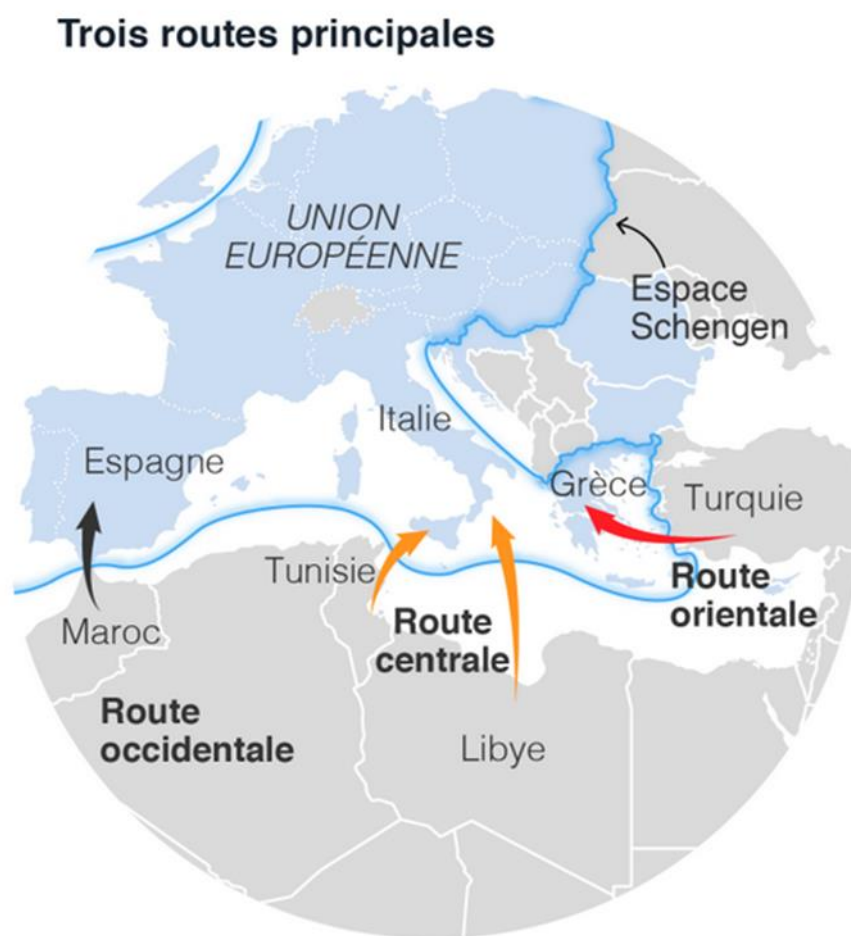 Trois routes principales
UNION
EUROPÉENNE
Espace
Schengen
Italie
Espagne
Grèce
Turquie
Tunisie
Route
orientale
Maroc
Route
centrale
Route
occidentale
Libye